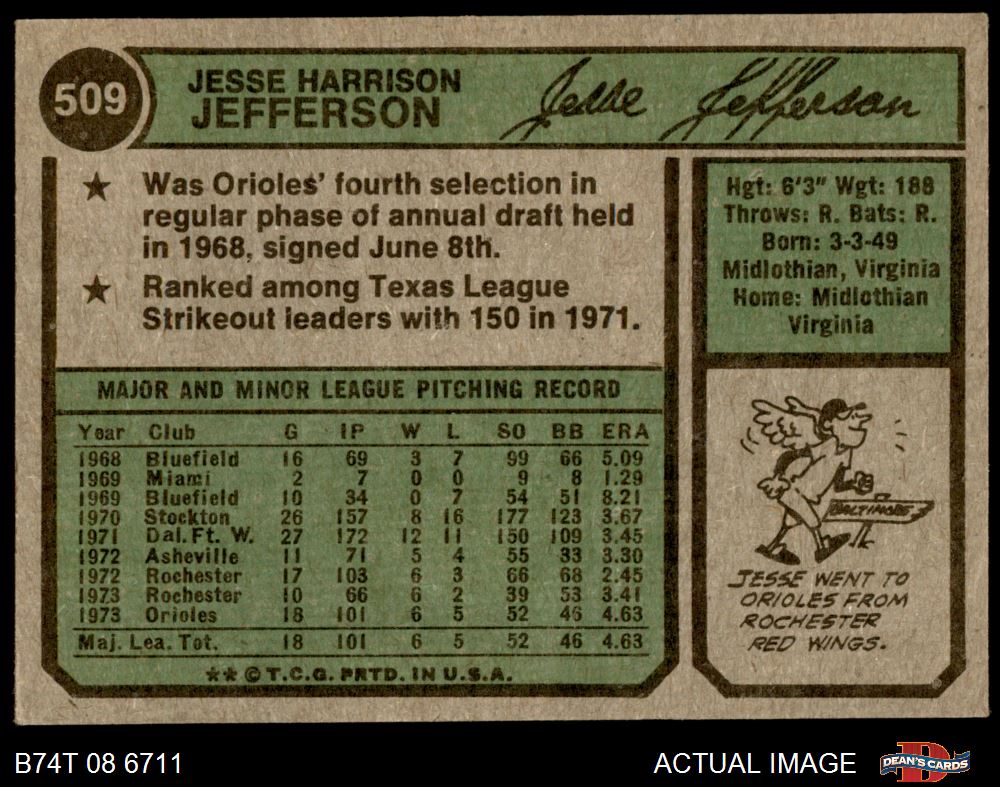 509
JESSE HARRISON
JEFFERSON
Jesse Jefferson
★ Was Orioles' fourth selection in
regular phase of annual draft held
in 1968, signed June 8th.
★ Ranked among Texas League
Strikeout leaders with 150 in 1971.
Hgt: 6'3" Wgt: 188
Throws: R. Bats: R.
Born: 3-3-49
Midlothian, Virginia
Home: Midlothian
Virginia
MAJOR AND MINOR LEAGUE PITCHING RECORD
Year Club G IP W L SO BB ERA
1968 Bluefield 16 69 3 7 99 66 5.09
1969 Miami 2 7 0 0 9 8 1.29
1969 Bluefield 10 34 0 7 54 51 8.21
1970 Stockton 26 157 8 16 177 123 3.67
1971 Dal. Ft. W. 27 172 12 11 150 109 3.45
1972 Asheville 11 71 5 4 55 33 3.30
1972 Rochester 17 103 6 3 66 68 2.45
1973 Rochester 10 66 6 2 39 53 3.41
1973 Orioles 18 101 6 5 52 46 4.63
Maj. Lea. Tot. 18 101 6 5 52 46 4.63
★★ © T.C.G. PRTD. IN U.S.A.
BALTIMORE
JESSE WENT TO
ORIOLES FROM
ROCHESTER
RED WINGS.
B74T 08 6711
ACTUAL IMAGE
DEAN'S CARDS